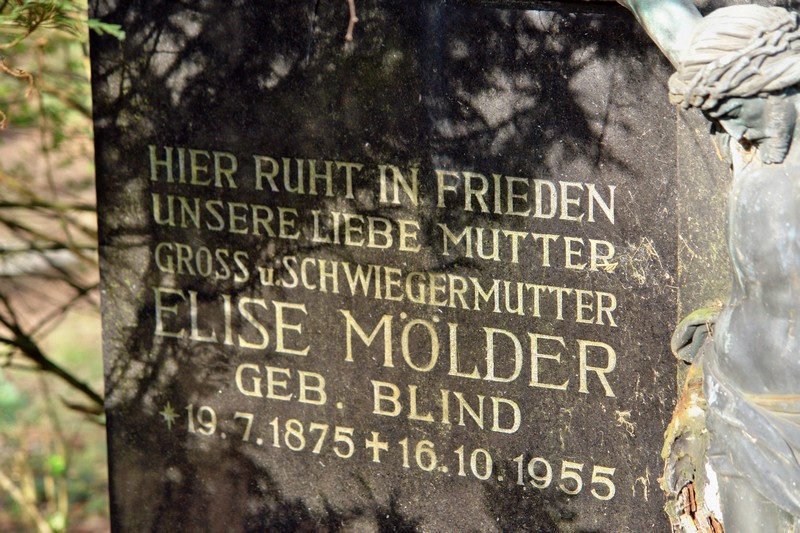 HIER RUHT IN FRIEDEN
UNSERE LIEBE MUTTER
GROSS u. SCHWIEGERMUTTER
ELISE MÖLDER
GEB. BLIND
* 19.7.1875 † 16.10.1955